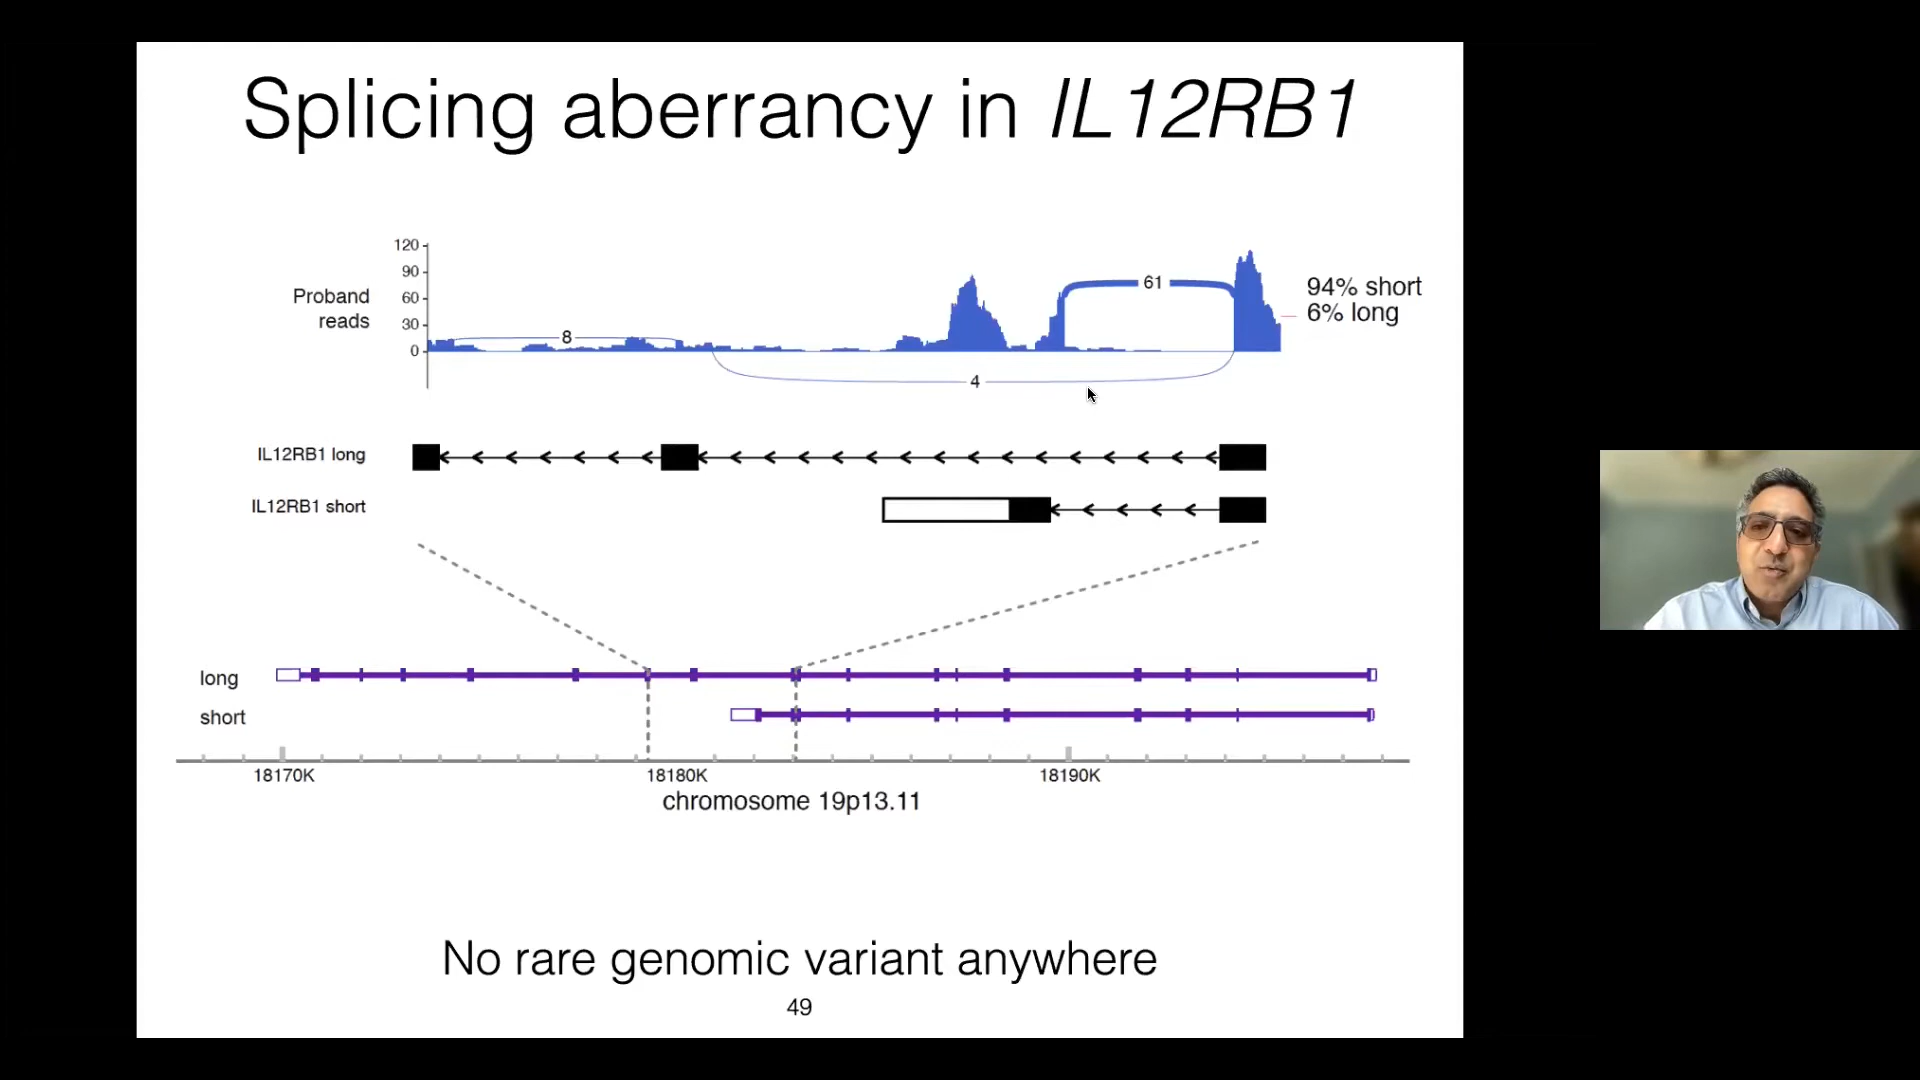 Splicing aberrancy in IL12RB1
120
90
60
30
0
Proband
reads
8
61
4
94% short
6% long
IL12RB1 long
IL12RB1 short
long
short
18170K 18180K 18190K
chromosome 19p13.11
No rare genomic variant anywhere
49